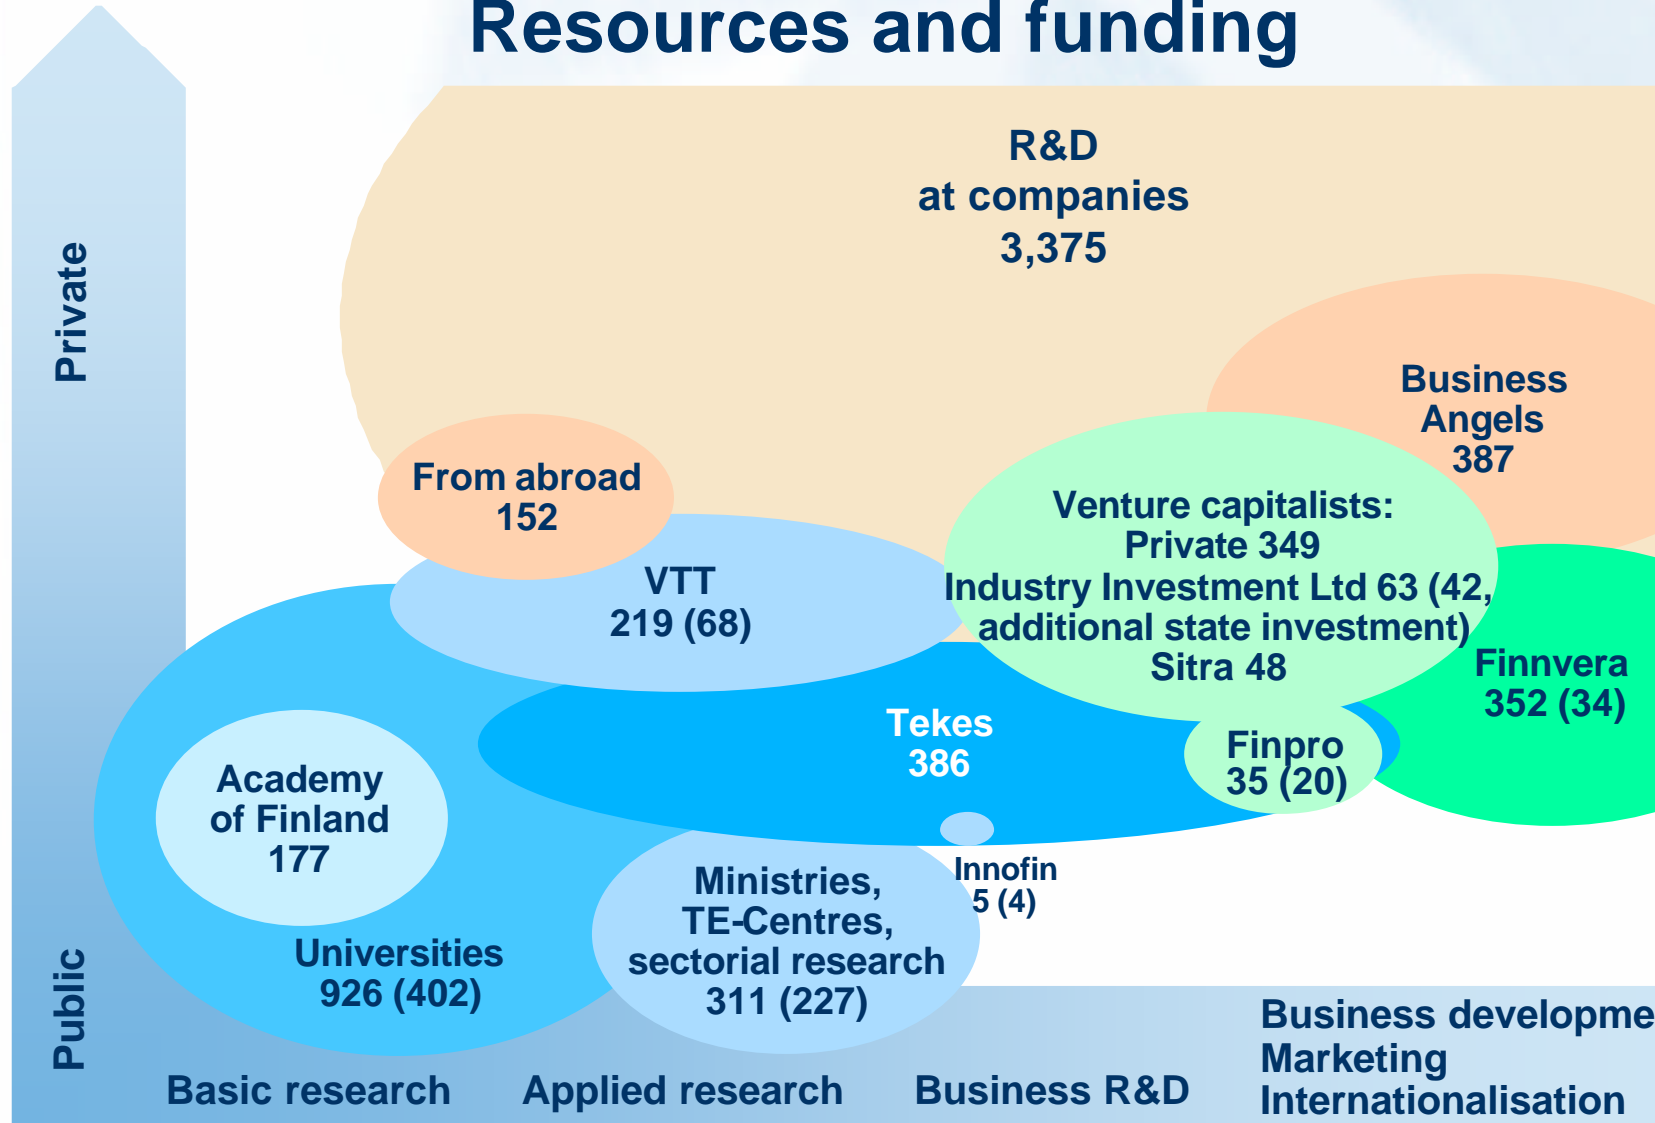 Resources and funding
Private
R&D
at companies
3,375
Business
Angels
387
From abroad
152
Venture capitalists:
Private 349
Industry Investment Ltd 63 (42,
additional state investment)
Sitra 48
VTT
219 (68)
Finnvera
352 (34)
Tekes
386
Finpro
35 (20)
Academy
of Finland
177
Innofin
5 (4)
Ministries,
TE-Centres,
sectorial research
311 (227)
Universities
926 (402)
Public
Basic research
Applied research
Business R&D
Business developme
Marketing
Internationalisation